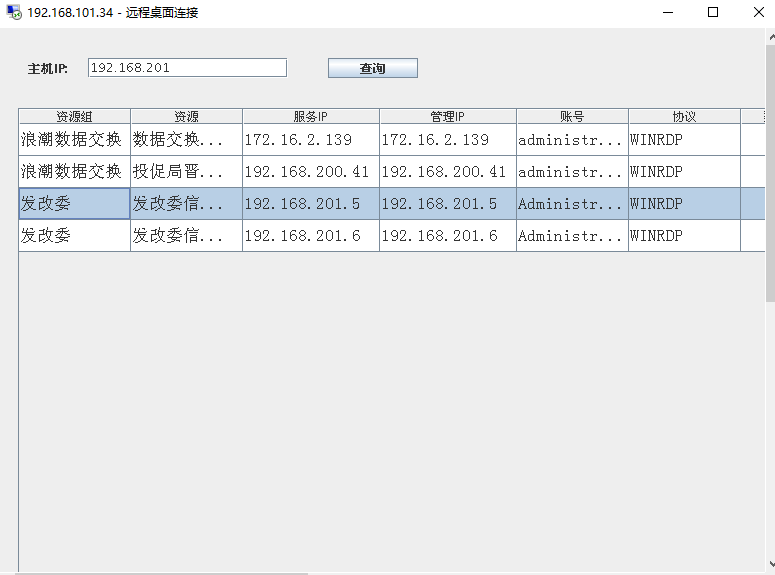 192.168.101.34 - 远程桌面连接
主机IP: 192.168.201 查询
资源组 资源 服务IP 管理IP 账号 协议
浪潮数据交换 数据交换... 172.16.2.139 172.16.2.139 administr... WINRDP
浪潮数据交换 投促局晋... 192.168.200.41 192.168.200.41 administr... WINRDP
发改委 发改委信... 192.168.201.5 192.168.201.5 Administr... WINRDP
发改委 发改委信... 192.168.201.6 192.168.201.6 Administr... WINRDP